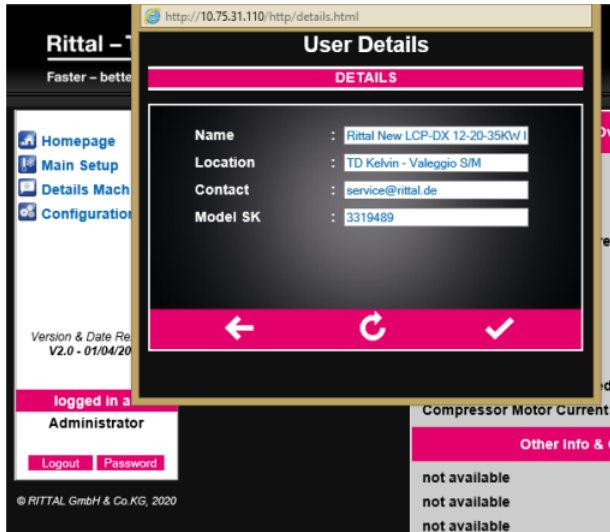 http://10.75.31.110/http/details.html
User Details
DETAILS
Name : Rittal New LCP-DX 12-20-35KW
Location : TD Kelvin - Valeggio S/M
Contact : service@rittal.de
Model SK : 3319489
Rittal –
Faster – bette
Homepage
Main Setup
Details Mach
Configuration
Version & Date Re
V2.0 - 01/04/20
logged in a
Administrator
Logout Password
© RITTAL GmbH & Co.KG, 2020
Compressor Motor Current
Other Info &
not available
not available
not available